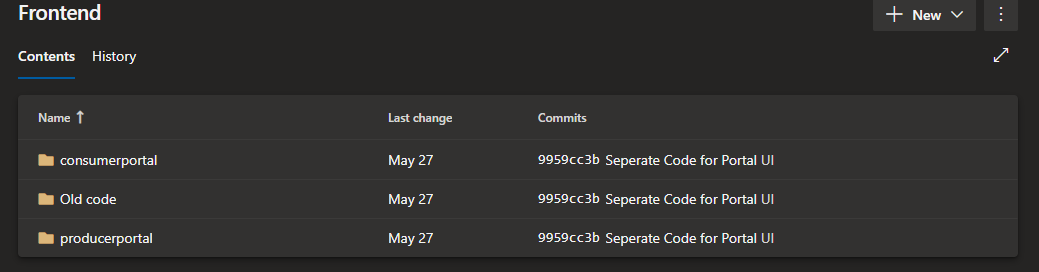 Frontend
New
Contents History
Name Last change Commits
consumerportal May 27 9959cc3b Seperate Code for Portal UI
Old code May 27 9959cc3b Seperate Code for Portal UI
producerportal May 27 9959cc3b Seperate Code for Portal UI